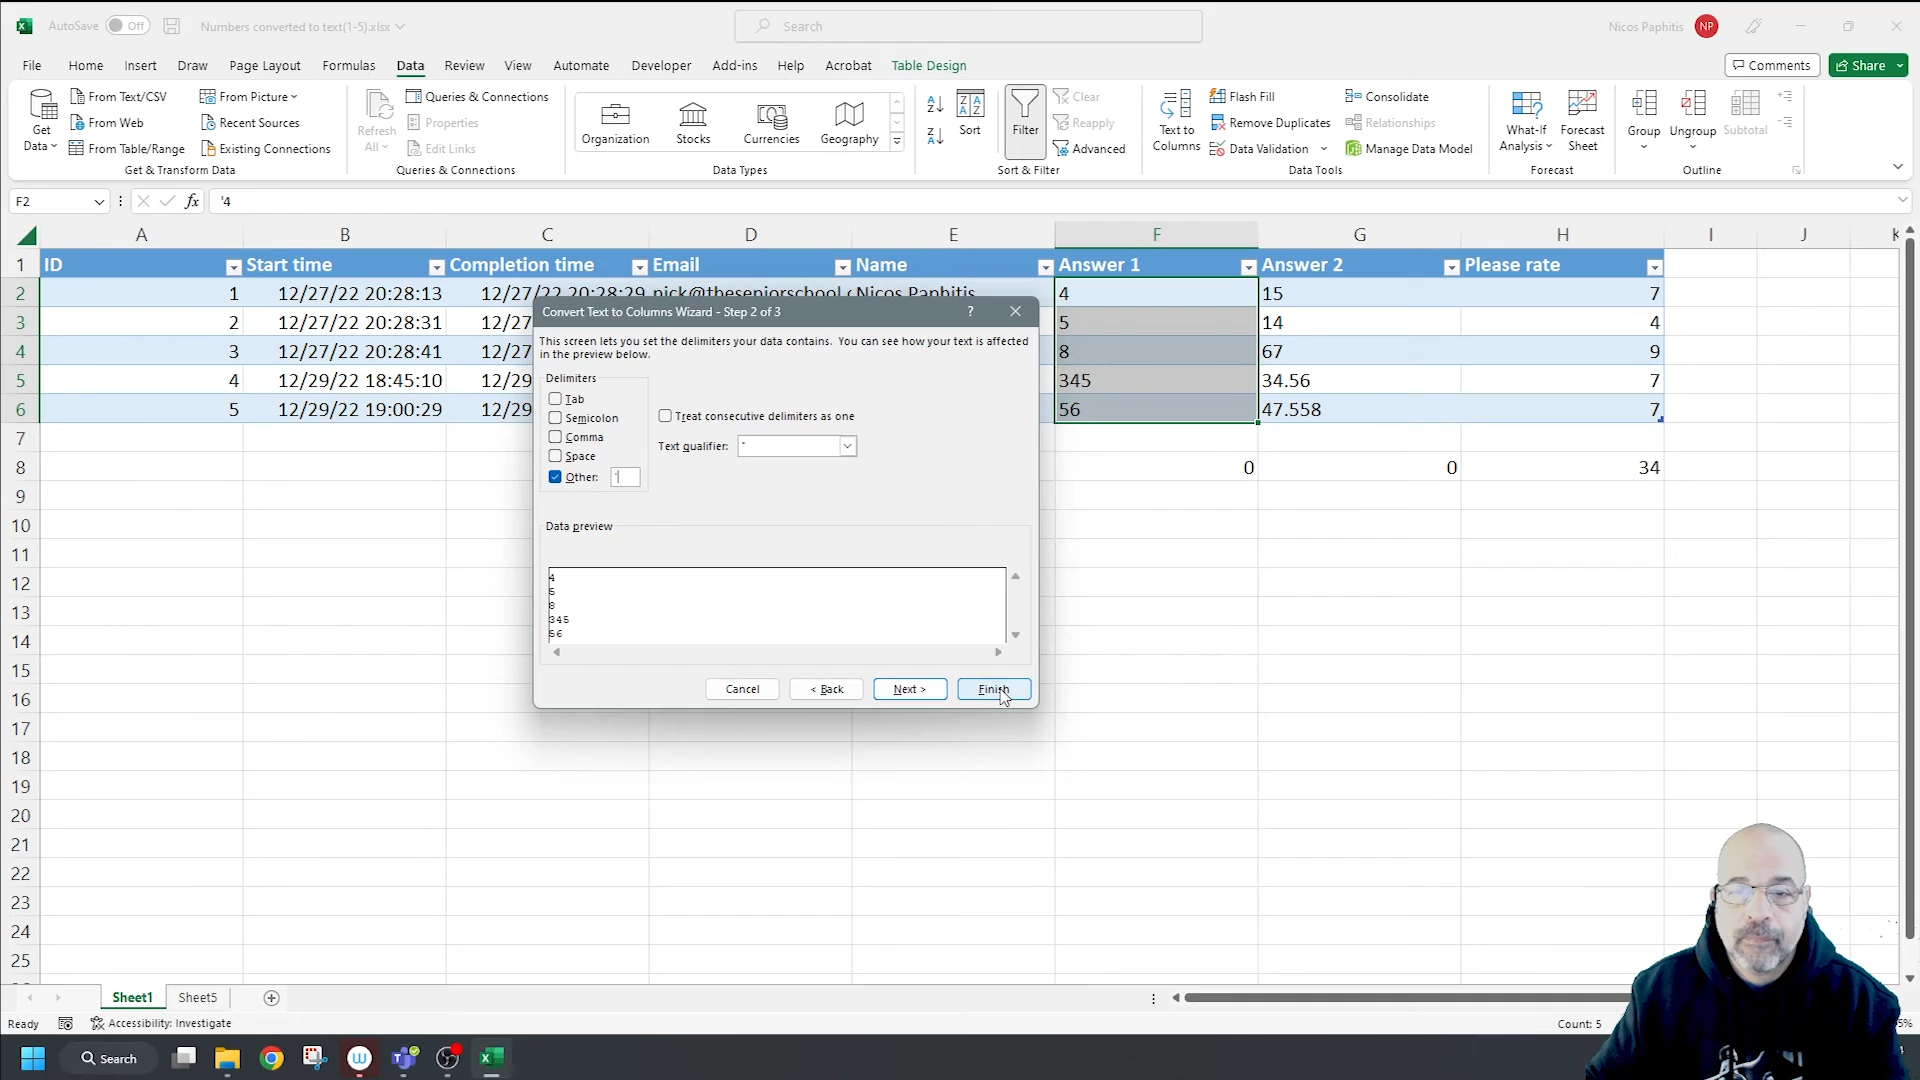 AutoSave Off Numbers converted to text(1-5).xlsx Search Nicos Paphitis NP
File Home Insert Draw Page Layout Formulas Data Review View Automate Developer Add-ins Help Acrobat Table Design Comments Share
Get Data From Text/CSV From Picture Refresh All Queries & Connections Organization Stocks Currencies Geography Sort Filter Clear Text to Columns Flash Fill Consolidate What-If Analysis Forecast Sheet Group Ungroup Subtotal
From Web Recent Sources Properties Reapply Remove Duplicates Relationships
From Table/Range Existing Connections Edit Links Advanced Data Validation Manage Data Model
Get & Transform Data Queries & Connections Data Types Sort & Filter Data Tools Forecast Outline
F2 fx '4
A B C D E F G H I J K
1 ID Start time Completion time Email Name Answer 1 Answer 2 Please rate
2 1 12/27/22 20:28:13 12/27/22 20:28:29 nick@theseniorschool.c Nicos Paphitis 4 15 7
3 2 12/27/22 20:28:31 12/27 5 14 4
4 3 12/27/22 20:28:41 12/27 8 67 9
5 4 12/29/22 18:45:10 12/29 345 34.56 7
6 5 12/29/22 19:00:29 12/29 56 47.558 7
7
8 0 0 34
9
10
11
12
13
14
15
16
17
18
19
20
21
22
23
24
25
Convert Text to Columns Wizard - Step 2 of 3 ?
This screen lets you set the delimiters your data contains. You can see how your text is affected
in the preview below.
Delimiters
Tab
Semicolon
Comma
Space
Other: '
Treat consecutive delimiters as one
Text qualifier: "
Data preview
4
5
8
345
56
Cancel < Back Next > Finish
Sheet1 Sheet5
Ready Accessibility: Investigate Count: 5 5%
Search